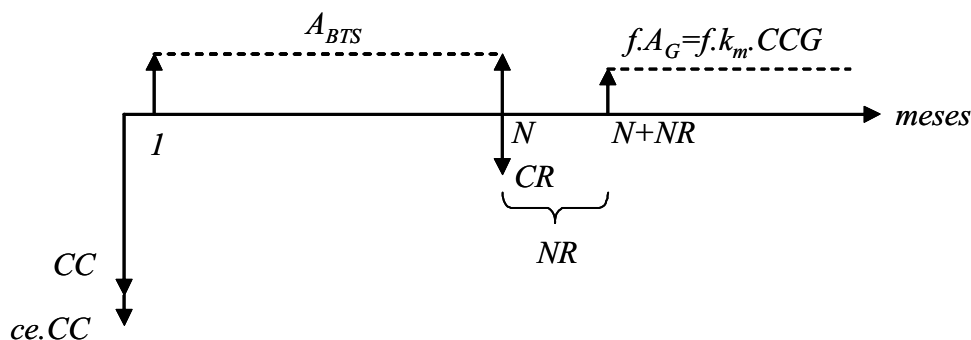 A_BTS
f.A_G=f.k_m.CCG
meses
1
N
N+NR
CR
NR
CC
ce.CC